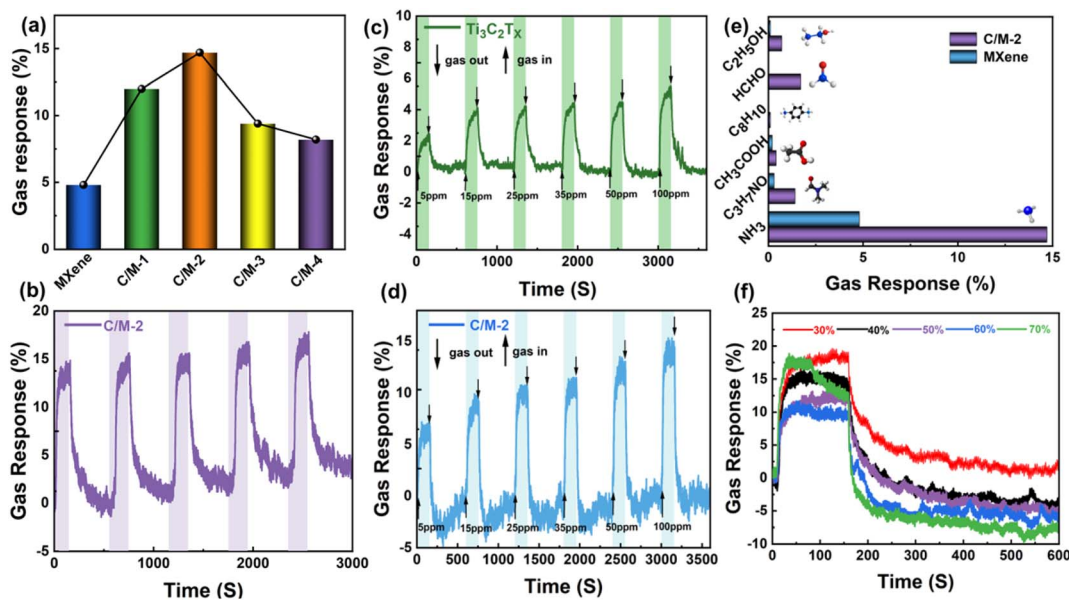 (a)
Gas response (%)
15
10
5
0
MXene
C/M-1
C/M-2
C/M-3
C/M-4
(b)
C/M-2
Gas Response (%)
20
15
10
5
0
-5
0
1000
2000
3000
Time (S)
(c)
Ti3C2TX
gas out
gas in
Gas Response (%)
10
8
6
4
2
0
-2
-4
5ppm
15ppm
25ppm
35ppm
50ppm
100ppm
0 500 1000 1500 2000 2500 3000 3500
Time (S)
(d)
C/M-2
gas out
gas in
Gas Response (%)
15
10
5
0
-5
5ppm
15ppm
25ppm
35ppm
50ppm
100ppm
0 500 1000 1500 2000 2500 3000 3500
Time (S)
(e)
C/M-2
MXene
C2H5OH
HCHO
C8H10
CH3COOH
C3H7NO
NH3
0
5
10
15
Gas Response (%)
(f)
30% 40% 50% 60% 70%
Gas Response (%)
25
20
15
10
5
0
-5
-10
0 100 200 300 400 500 600
Time (S)